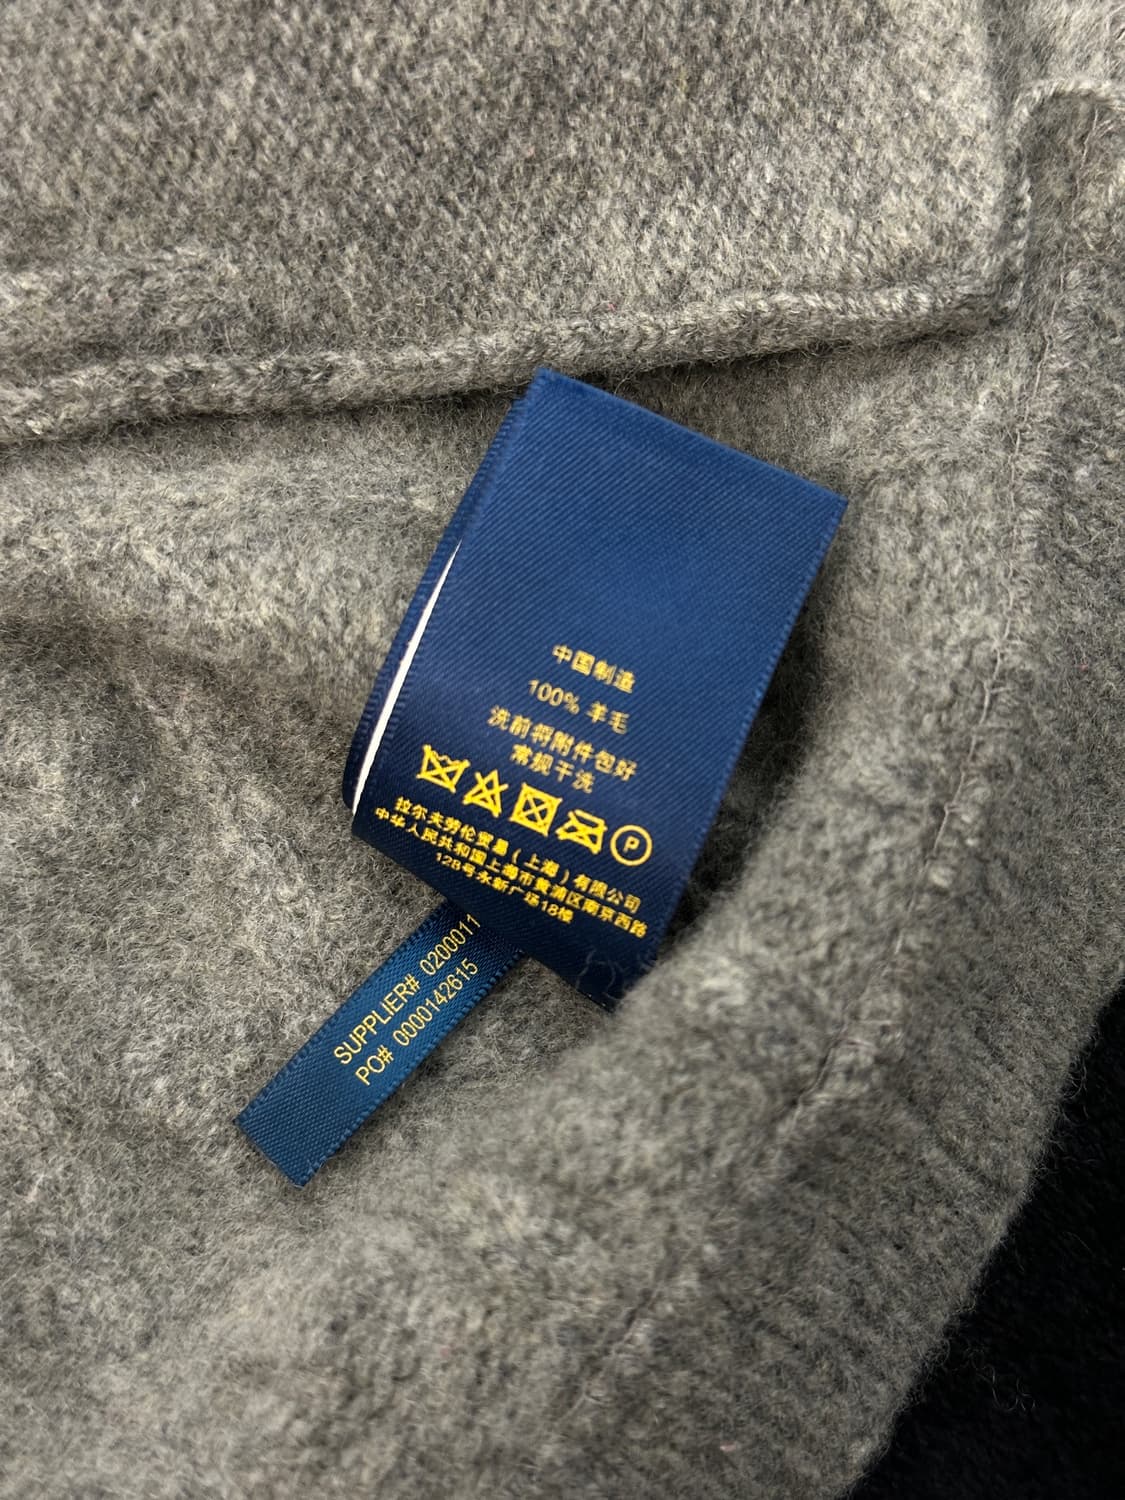 中国制造
100% 羊毛
洗前将附件包好
常规干洗
P
拉尔夫劳伦贸易(上海)有限公司
中华人民共和国上海市黄浦区南京西路
128号永新广场18楼
SUPPLIER# 0200011
PO# 0000142615